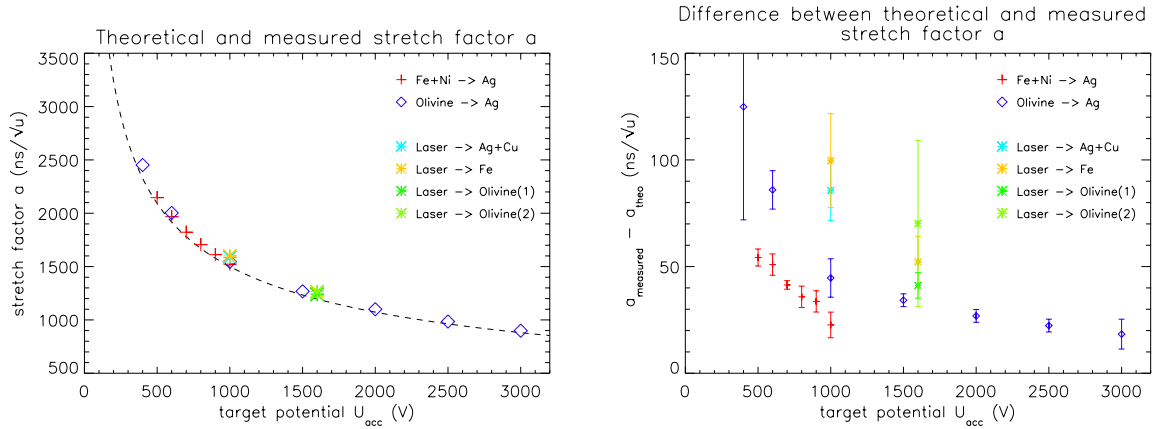 Theoretical and measured stretch factor a
stretch factor a (ns/√u)
3500
3000
2500
2000
1500
1000
500
Fe+Ni -> Ag
Olivine -> Ag
Laser -> Ag+Cu
Laser -> Fe
Laser -> Olivine(1)
Laser -> Olivine(2)
0 500 1000 1500 2000 2500 3000
target potential U_acc (V)
Difference between theoretical and measured
stretch factor a
a_measured − a_theo (ns/√u)
150
100
50
0
Fe+Ni -> Ag
Olivine -> Ag
Laser -> Ag+Cu
Laser -> Fe
Laser -> Olivine(1)
Laser -> Olivine(2)
500 1000 1500 2000 2500 3000
target potential U_acc (V)